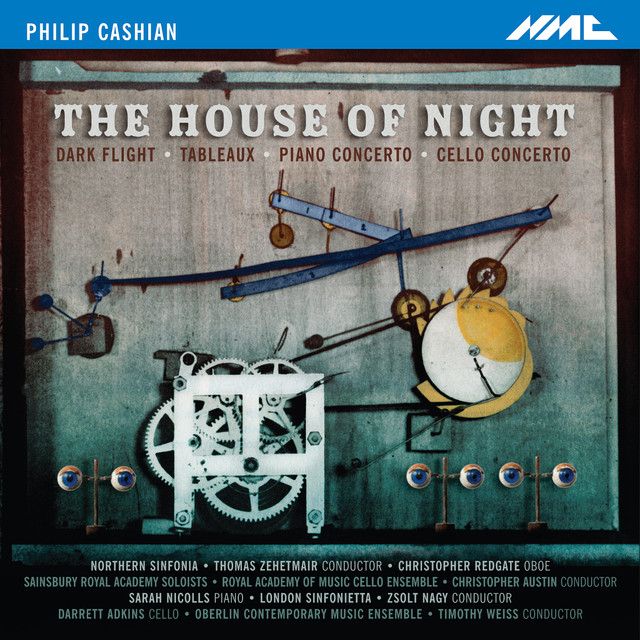 PHILIP CASHIAN
NMC
THE HOUSE OF NIGHT
DARK FLIGHT • TABLEAUX • PIANO CONCERTO • CELLO CONCERTO
NORTHERN SINFONIA • THOMAS ZEHETMAIR CONDUCTOR • CHRISTOPHER REDGATE OBOE
SAINSBURY ROYAL ACADEMY SOLOISTS • ROYAL ACADEMY OF MUSIC CELLO ENSEMBLE • CHRISTOPHER AUSTIN CONDUCTOR
SARAH NICOLLS PIANO • LONDON SINFONIETTA • ZSOLT NAGY CONDUCTOR
DARRETT ADKINS CELLO • OBERLIN CONTEMPORARY MUSIC ENSEMBLE • TIMOTHY WEISS CONDUCTOR